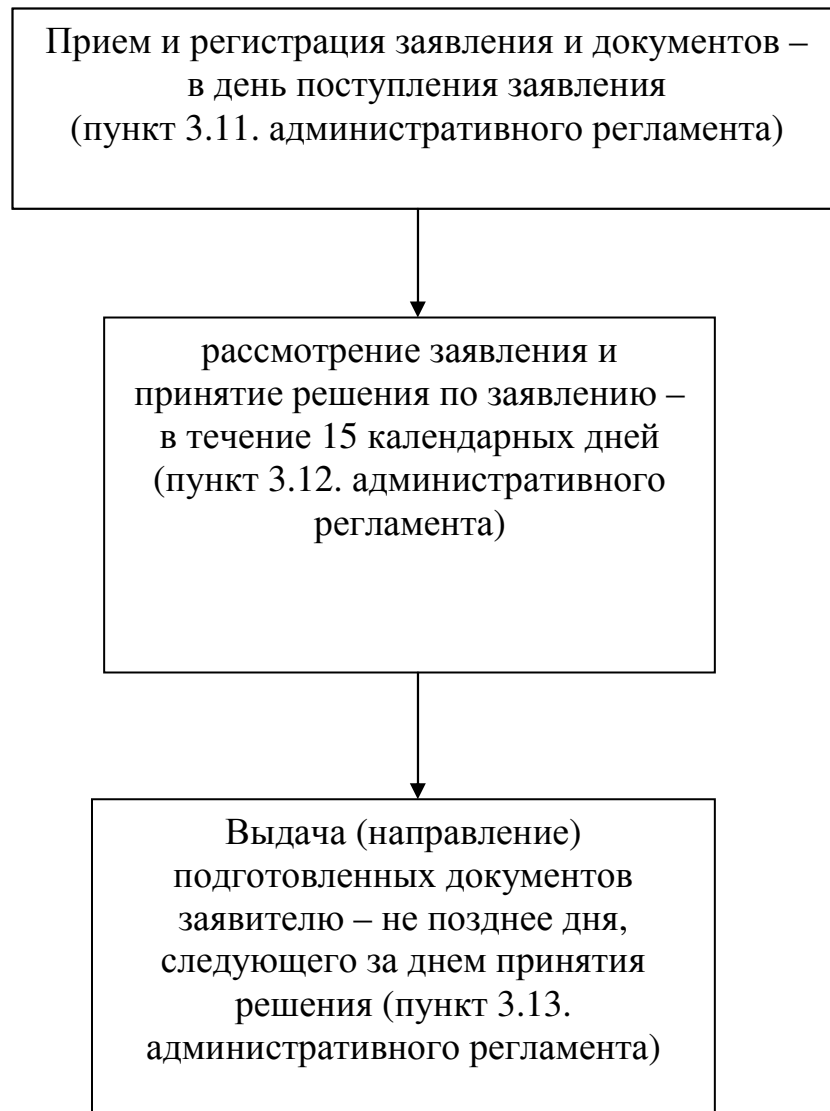 Прием и регистрация заявления и документов –
в день поступления заявления
(пункт 3.11. административного регламента)
рассмотрение заявления и
принятие решения по заявлению –
в течение 15 календарных дней
(пункт 3.12. административного
регламента)
Выдача (направление)
подготовленных документов
заявителю – не позднее дня,
следующего за днем принятия
решения (пункт 3.13.
административного регламента)